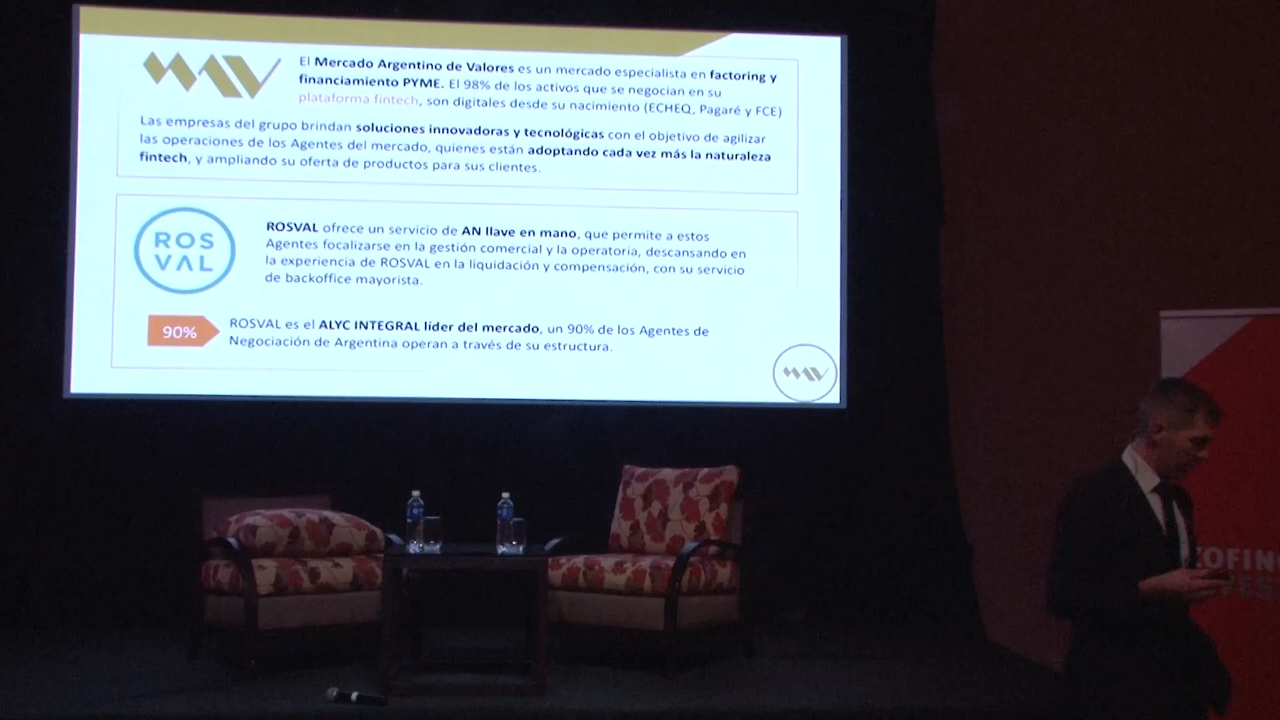 MAV
El Mercado Argentino de Valores es un mercado especialista en factoring y
financiamiento PYME. El 98% de los activos que se negocian en su
plataforma fintech, son digitales desde su nacimiento (ECHEQ, Pagaré y FCE)
Las empresas del grupo brindan soluciones innovadoras y tecnológicas con el objetivo de agilizar
las operaciones de los Agentes del mercado, quienes están adoptando cada vez más la naturaleza
fintech, y ampliando su oferta de productos para sus clientes.
ROS
VAL
ROSVAL ofrece un servicio de AN llave en mano, que permite a estos
Agentes focalizarse en la gestión comercial y la operatoria, descansando en
la experiencia de ROSVAL en la liquidación y compensación, con su servicio
de backoffice mayorista.
90%
ROSVAL es el ALYC INTEGRAL líder del mercado, un 90% de los Agentes de
Negociación de Argentina operan a través de su estructura.
MAV